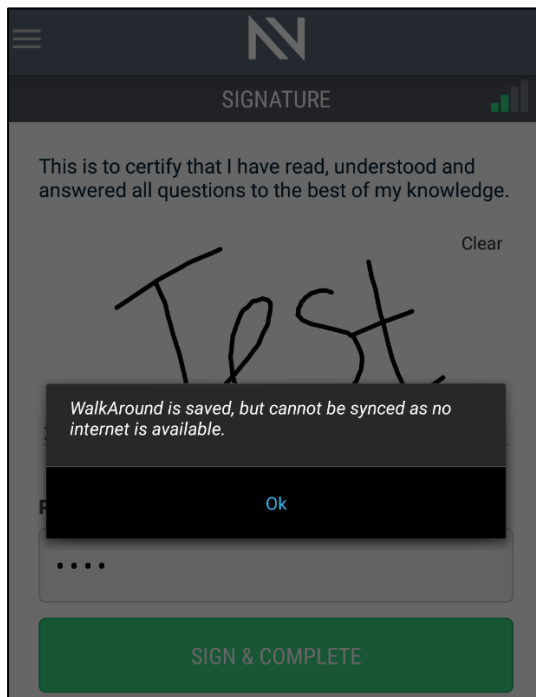 SIGNATURE
This is to certify that I have read, understood and
answered all questions to the best of my knowledge.
Clear
Test
WalkAround is saved, but cannot be synced as no
internet is available.
Ok
SIGN & COMPLETE